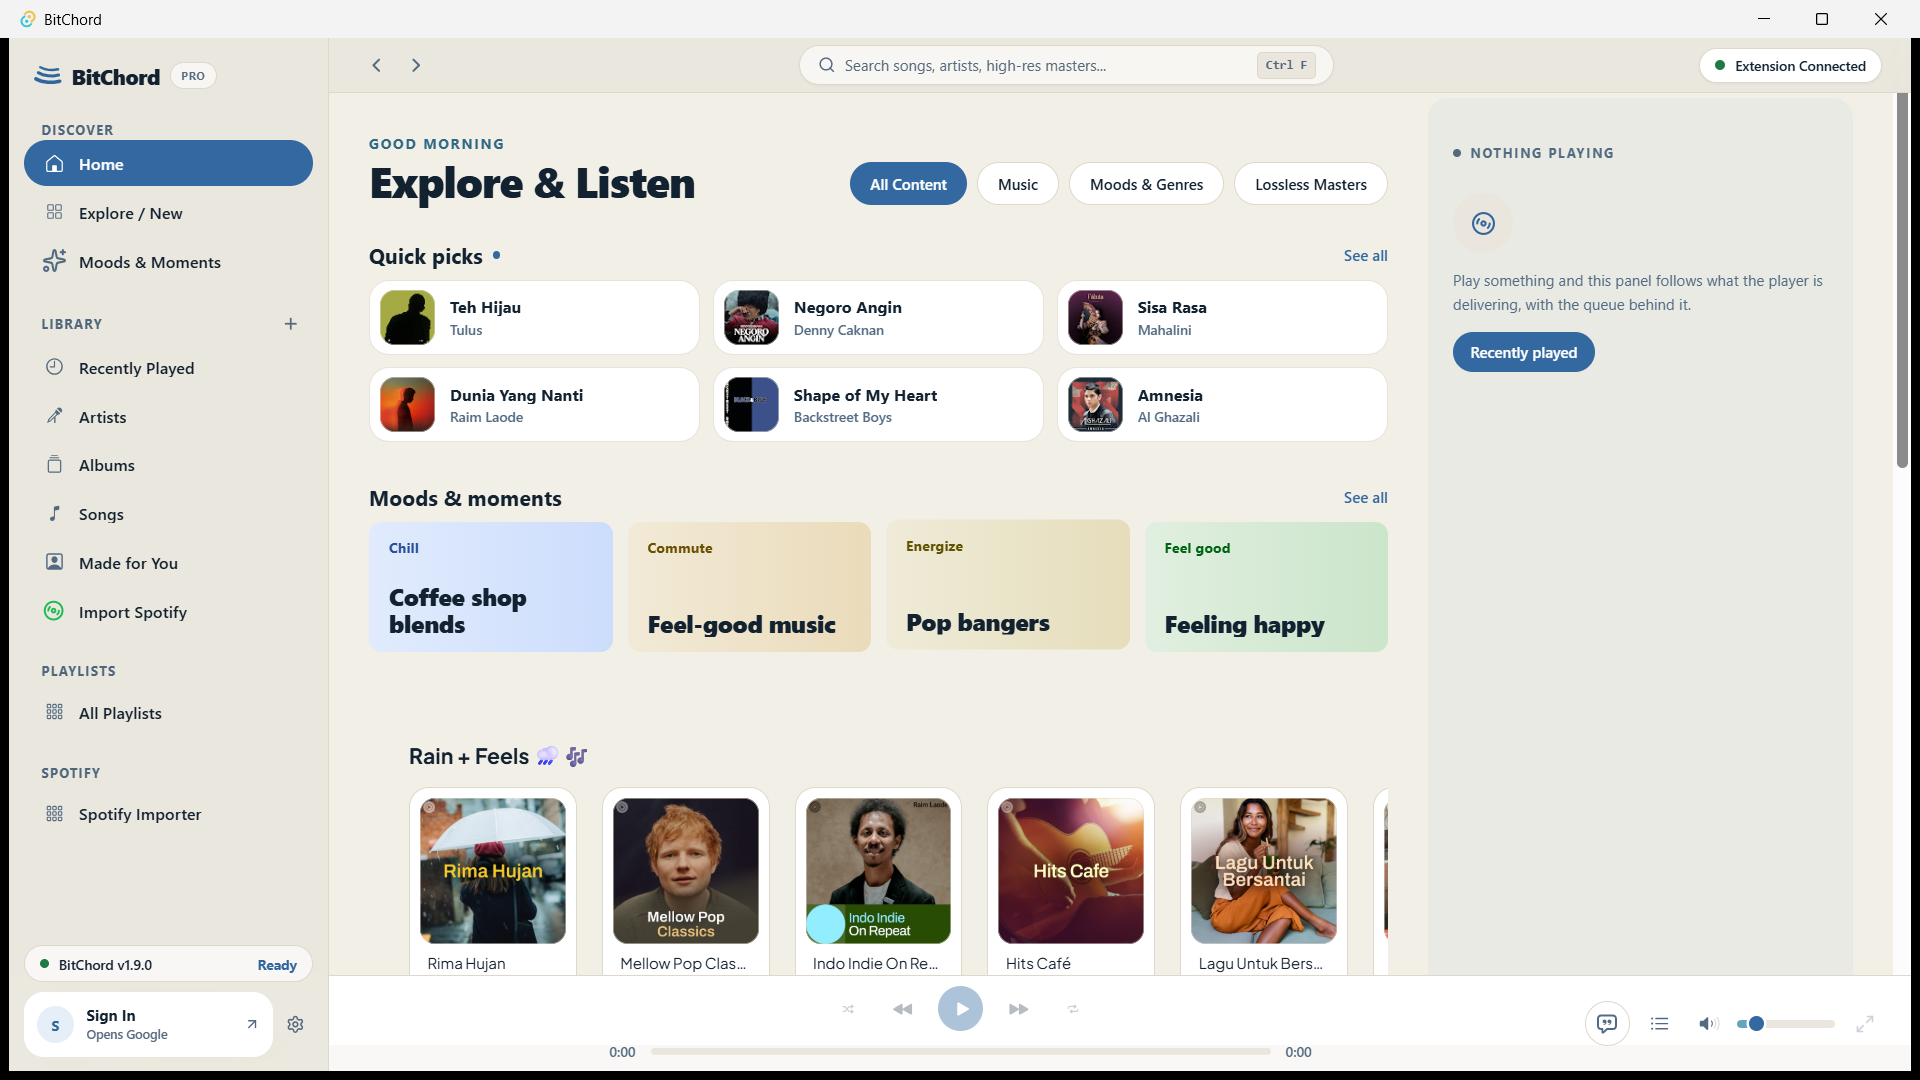 BitChord
BitChord PRO
DISCOVER
Home
Explore / New
Moods & Moments
LIBRARY
Recently Played
Artists
Albums
Songs
Made for You
Import Spotify
PLAYLISTS
All Playlists
SPOTIFY
Spotify Importer
BitChord v1.9.0 Ready
S
Sign In
Opens Google
Search songs, artists, high-res masters... Ctrl F
Extension Connected
GOOD MORNING
Explore & Listen
All Content Music Moods & Genres Lossless Masters
Quick picks See all
Teh Hijau
Tulus
Negoro Angin
Denny Caknan
NEGORO
ANGIN
Sisa Rasa
Mahalini
Dunia Yang Nanti
Raim Laode
Shape of My Heart
Backstreet Boys
Amnesia
Al Ghazali
Moods & moments See all
Chill
Coffee shop
blends
Commute
Feel-good music
Energize
Pop bangers
Feel good
Feeling happy
Rain + Feels 🌧️ 🎶
Rima Hujan
Rima Hujan
Mellow Pop
Classics
Mellow Pop Clas...
Raim Laode
Indo Indie
On Repeat
Indo Indie On Re...
Hits Cafe
Hits Café
Lagu Untuk
Bersantai
Lagu Untuk Bers...
NOTHING PLAYING
Play something and this panel follows what the player is
delivering, with the queue behind it.
Recently played
0:00 0:00